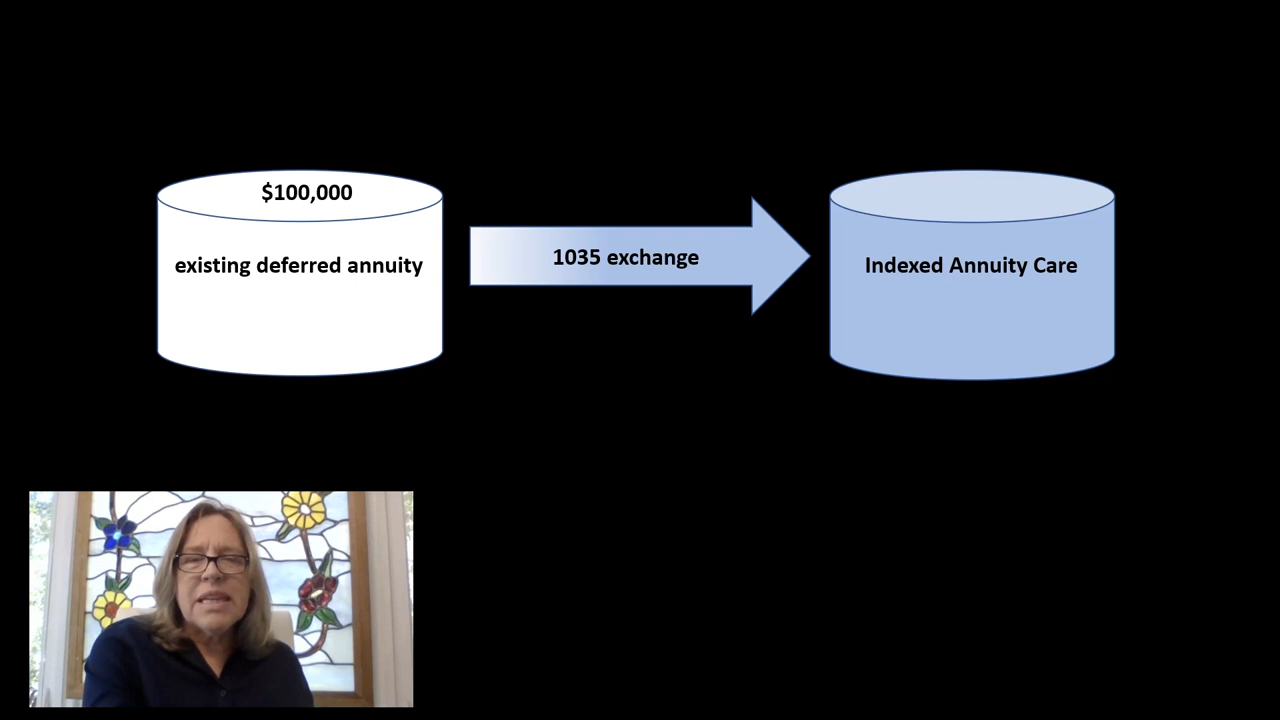 $100,000
existing deferred annuity
1035 exchange
Indexed Annuity Care